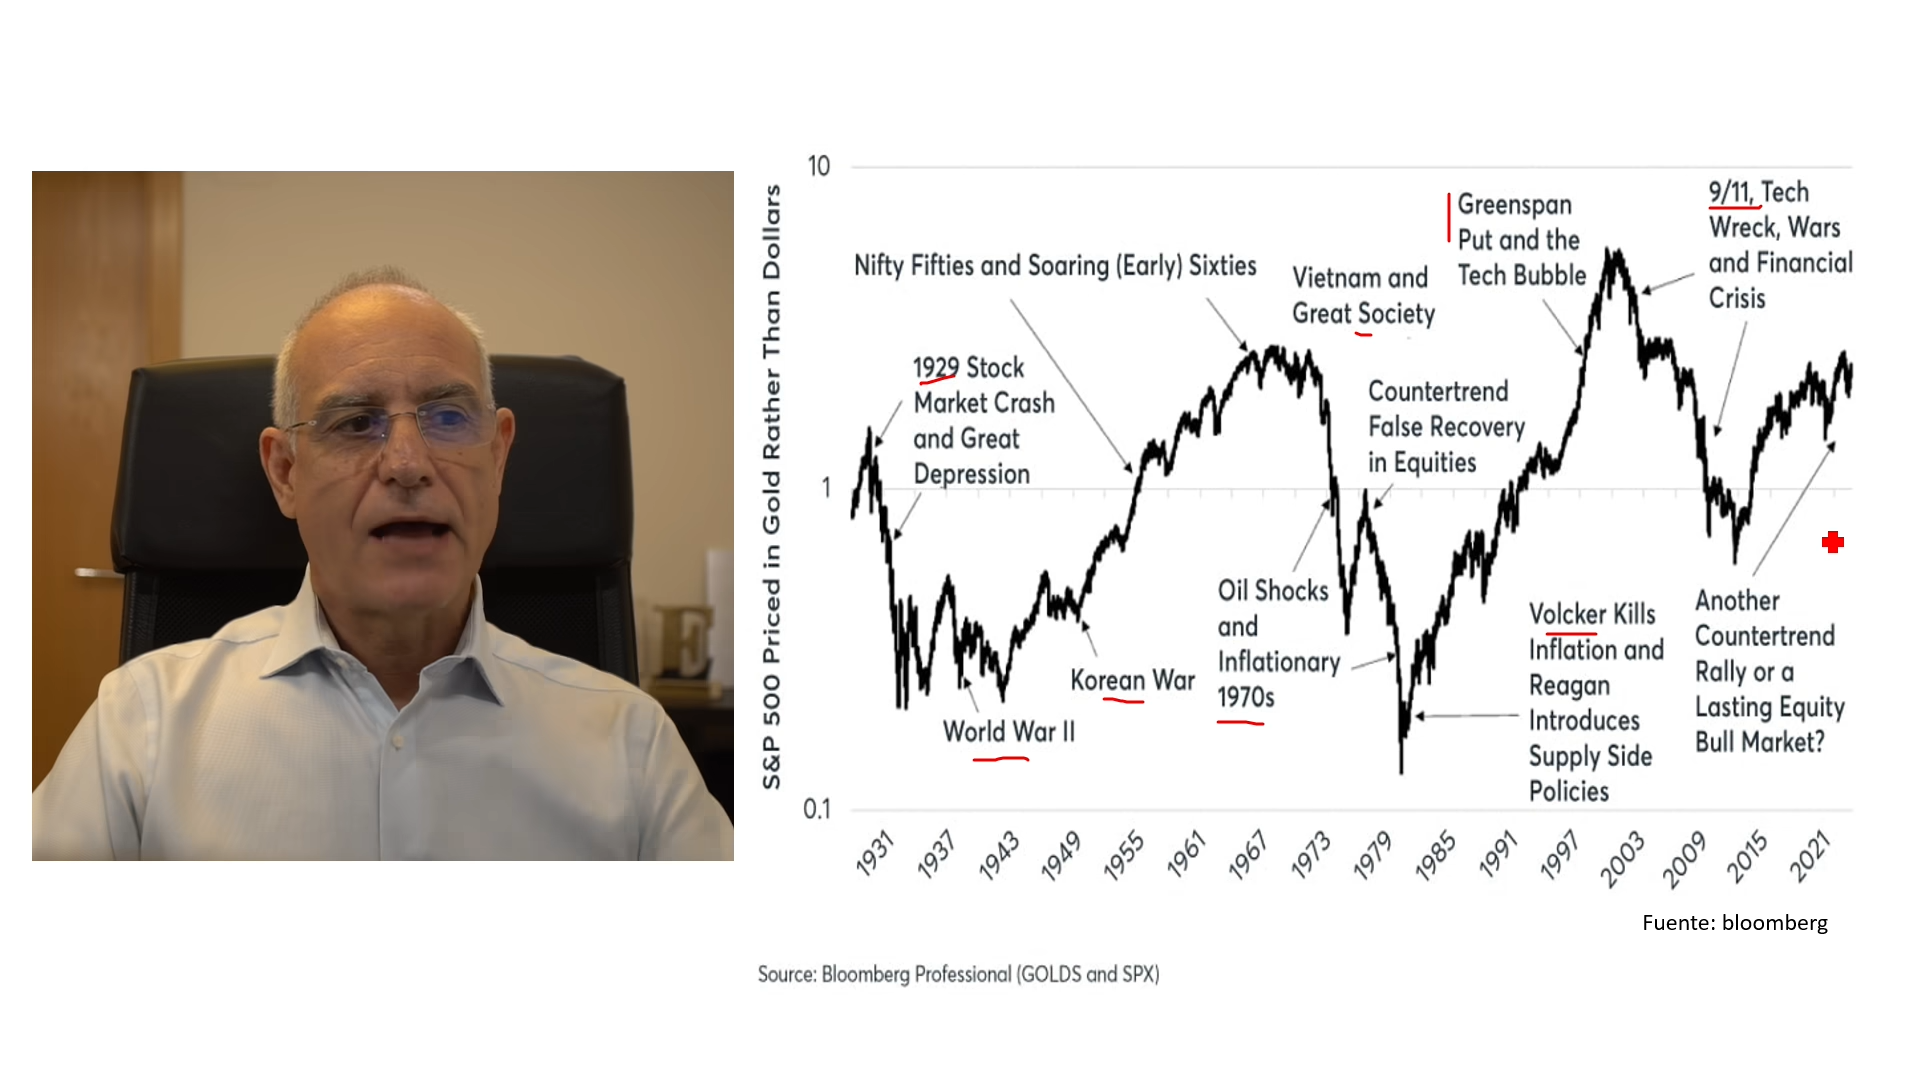 S&P 500 Priced in Gold Rather Than Dollars
10
1
0.1
Nifty Fifties and Soaring (Early) Sixties
1929 Stock
Market Crash
and Great
Depression
World War II
Korean War
Vietnam and
Great Society
Oil Shocks
and
Inflationary
1970s
Countertrend
False Recovery
in Equities
Greenspan
Put and the
Tech Bubble
9/11, Tech
Wreck, Wars
and Financial
Crisis
Volcker Kills
Inflation and
Reagan
Introduces
Supply Side
Policies
Another
Countertrend
Rally or a
Lasting Equity
Bull Market?
1931 1937 1943 1949 1955 1961 1967 1973 1979 1985 1991 1997 2003 2009 2015 2021
Fuente: bloomberg
Source: Bloomberg Professional (GOLDS and SPX)
E